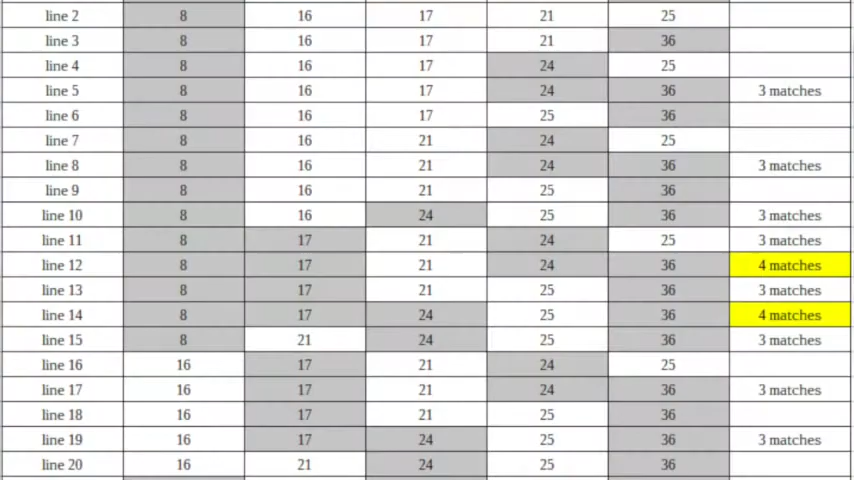 line 2 8 16 17 21 25
line 3 8 16 17 21 36
line 4 8 16 17 24 25
line 5 8 16 17 24 36 3 matches
line 6 8 16 17 25 36
line 7 8 16 21 24 25
line 8 8 16 21 24 36 3 matches
line 9 8 16 21 25 36
line 10 8 16 24 25 36 3 matches
line 11 8 17 21 24 25 3 matches
line 12 8 17 21 24 36 4 matches
line 13 8 17 21 25 36 3 matches
line 14 8 17 24 25 36 4 matches
line 15 8 21 24 25 36 3 matches
line 16 16 17 21 24 25
line 17 16 17 21 24 36 3 matches
line 18 16 17 21 25 36
line 19 16 17 24 25 36 3 matches
line 20 16 21 24 25 36